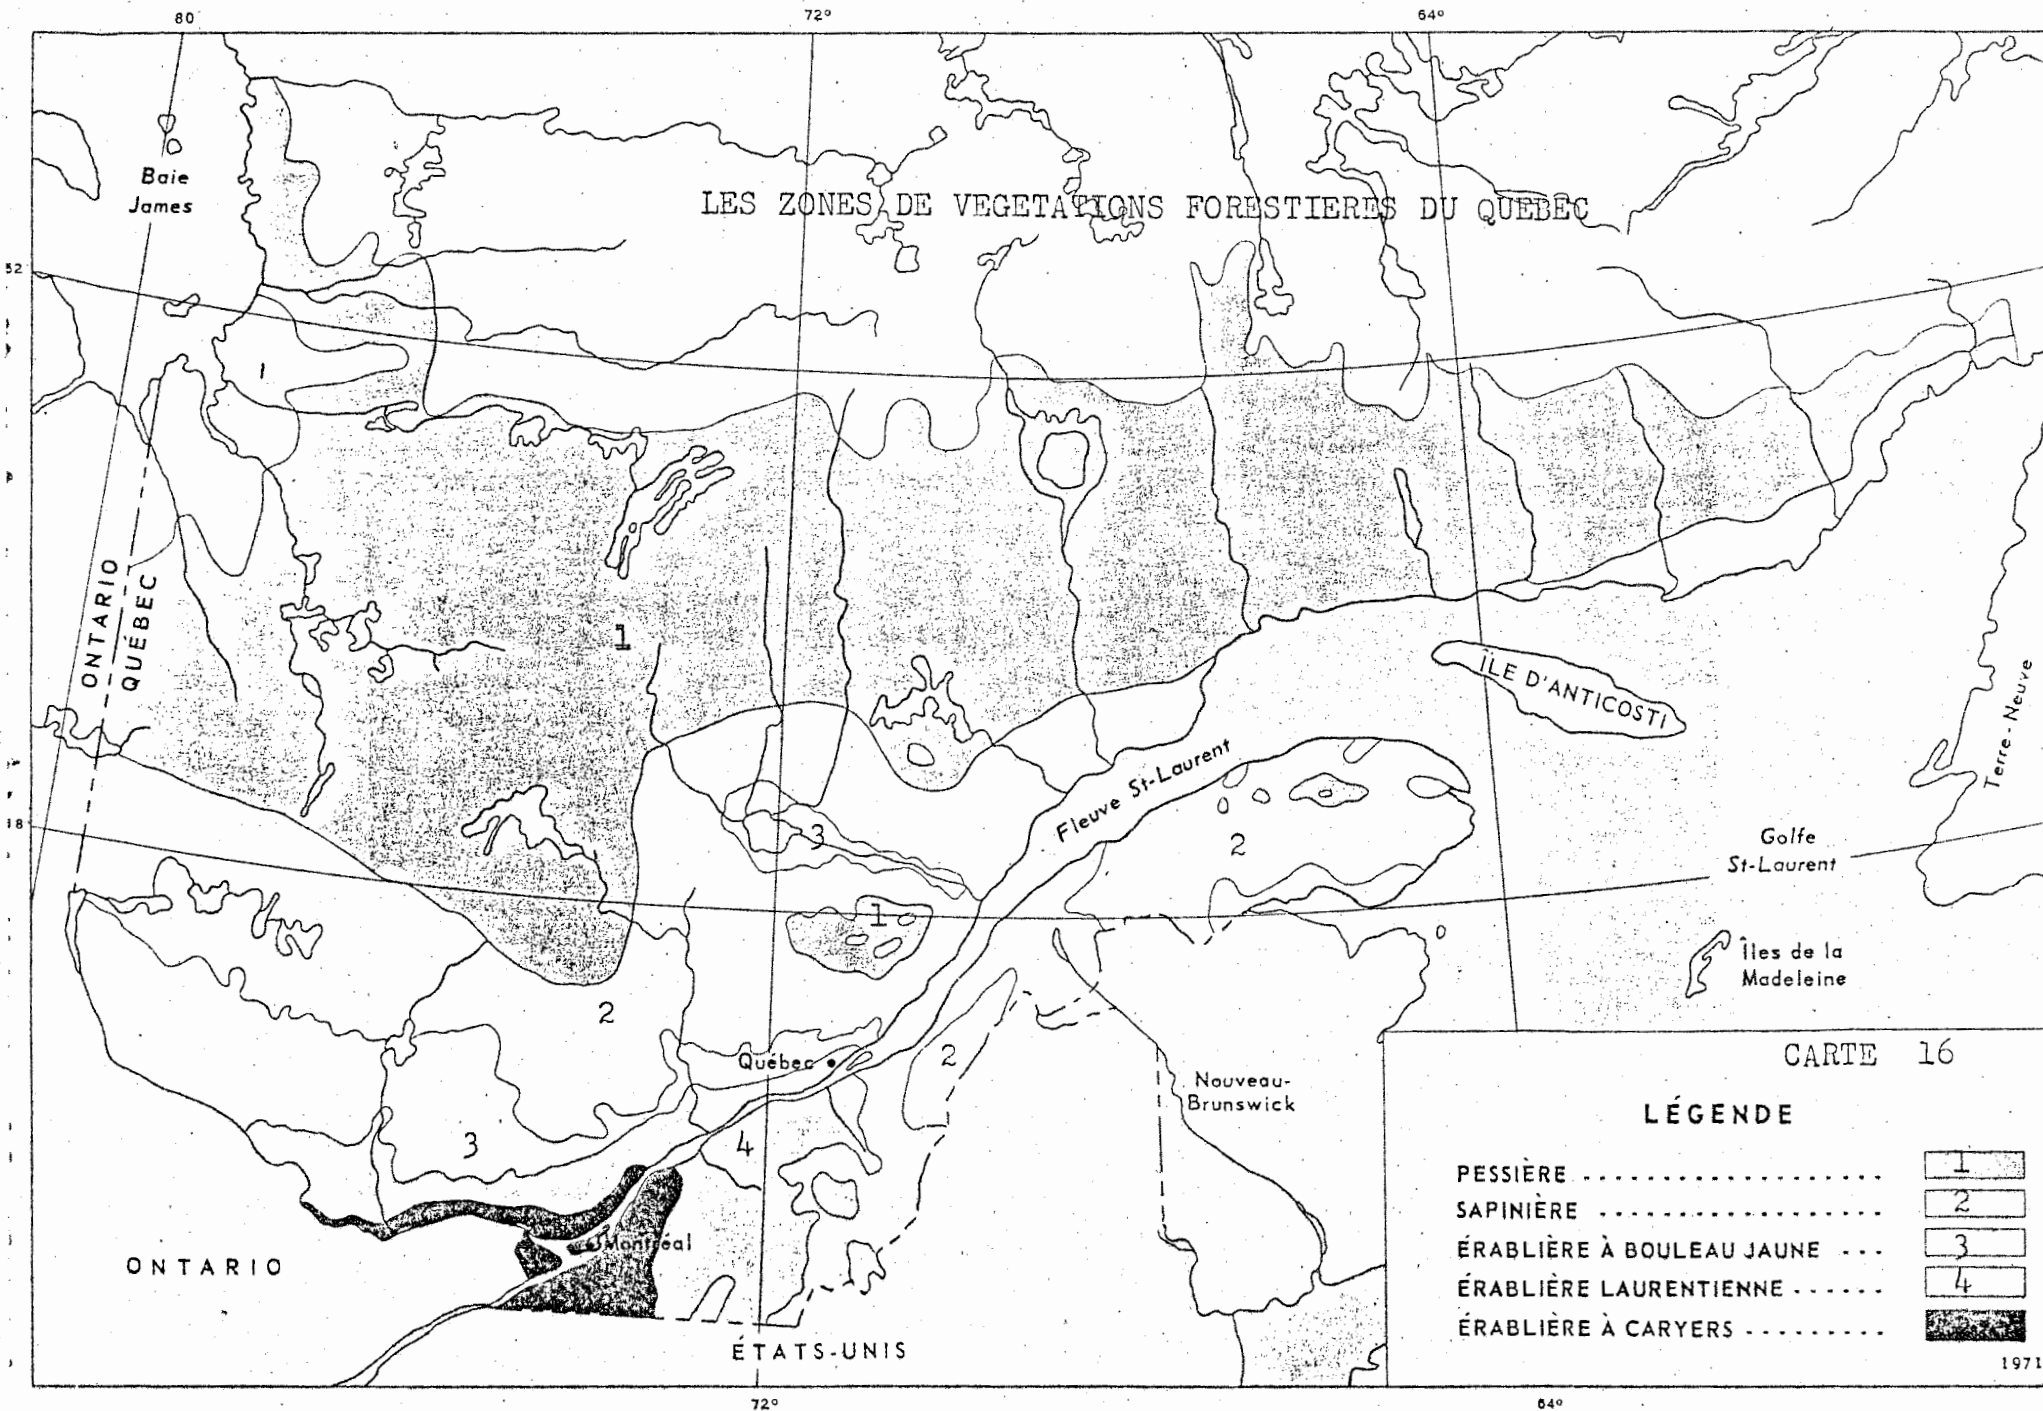 80
72°
64°
Baie
James
LES ZONES DE VEGETATIONS FORESTIERES DU QUEBEC
52
1
ONTARIO
QUÉBEC
1
ÎLE D'ANTICOSTI
Terre-Neuve
Fleuve St-Laurent
18
3
2
Golfe
St-Laurent
1
Îles de la
Madeleine
2
Québec
2
Nouveau-
Brunswick
3
4
Montréal
ONTARIO
ÉTATS-UNIS
CARTE 16
LÉGENDE
PESSIÈRE .................... 1
SAPINIÈRE .................. 2
ÉRABLIÈRE À BOULEAU JAUNE ... 3
ÉRABLIÈRE LAURENTIENNE ...... 4
ÉRABLIÈRE À CARYERS .........
1971
72°
64°